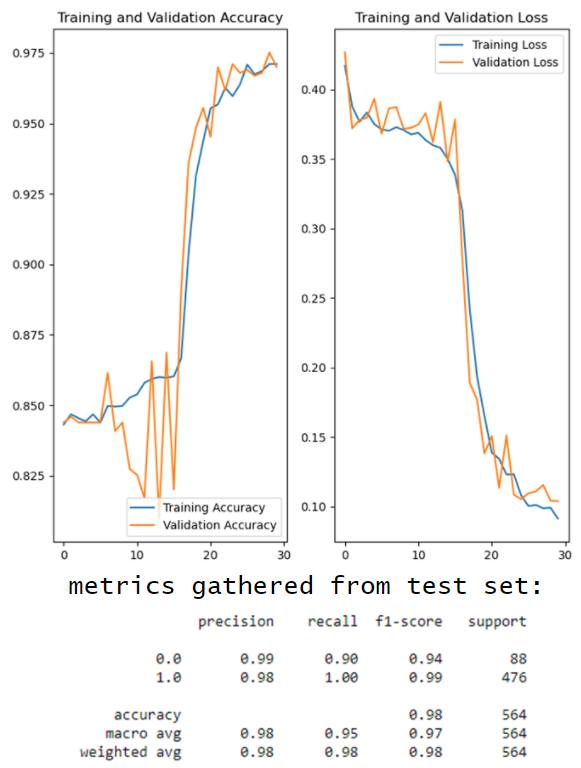 Training and Validation Accuracy
0.975
0.950
0.925
0.900
0.875
0.850
0.825
0 10 20 30
Training Accuracy
Validation Accuracy
Training and Validation Loss
0.40
0.35
0.30
0.25
0.20
0.15
0.10
0 10 20 30
Training Loss
Validation Loss
metrics gathered from test set:
precision recall f1-score support
0.0 0.99 0.90 0.94 88
1.0 0.98 1.00 0.99 476
accuracy 0.98 564
macro avg 0.98 0.95 0.97 564
weighted avg 0.98 0.98 0.98 564